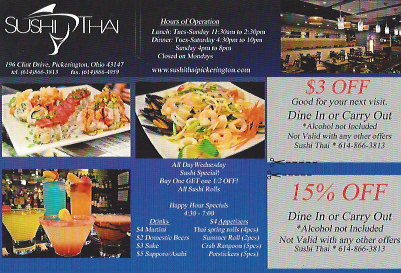 SUSHI THAI
196 Clint Drive, Pickerington, Ohio 43147
tel. (614)866-3813 fax. (614)866-4959
Hours of Operation
Lunch: Tues-Sunday 11:30am to 2:30pm
Dinner: Tues-Saturday 4:30pm to 10pm
Sunday 4pm to 8pm
Closed on Mondays
www.sushithaipickerington.com
$3 OFF
Good for your next visit.
Dine In or Carry Out
*Alcohol not Included
Not Valid with any other offers
Sushi Thai * 614-866-3813
All Day Wednesday
Sushi Special!
Buy One GET one 1/2 OFF!
All Sushi Rolls
Happy Hour Specials
4:30 - 7:00
Drinks
$4 Martini
$2 Domestic Beers
$3 Sake
$5 Sapporo/Asahi
$4 Appetizers
Thai spring rolls (4pcs)
Summer Roll (2pcs)
Crab Rangoon (5pcs)
Potstickers (5pcs)
15% OFF
Dine In or Carry Out
*Alcohol not Included
Not Valid with any other offers
Sushi Thai * 614-866-3813